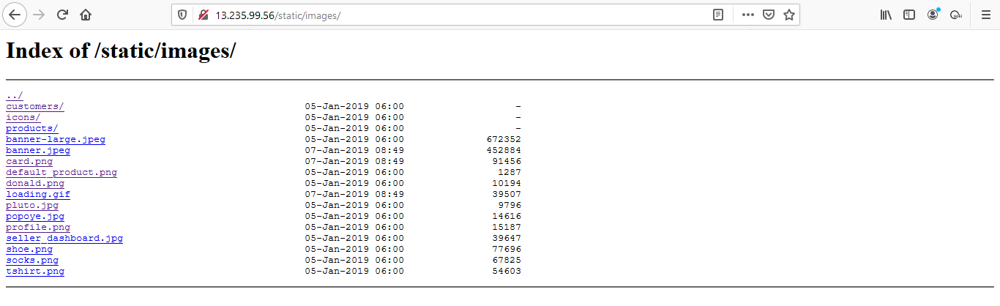 13.235.99.56/static/images/
Index of /static/images/
../
customers/ 05-Jan-2019 06:00 -
icons/ 05-Jan-2019 06:00 -
products/ 05-Jan-2019 06:00 -
banner-large.jpeg 05-Jan-2019 06:00 672352
banner.jpeg 07-Jan-2019 08:49 452884
card.png 07-Jan-2019 08:49 91456
default_product.png 05-Jan-2019 06:00 1287
donald.png 05-Jan-2019 06:00 10194
loading.gif 07-Jan-2019 08:49 39507
pluto.jpg 05-Jan-2019 06:00 9796
popoye.jpg 05-Jan-2019 06:00 14616
profile.png 05-Jan-2019 06:00 15187
seller_dashboard.jpg 05-Jan-2019 06:00 39647
shoe.png 05-Jan-2019 06:00 77696
socks.png 05-Jan-2019 06:00 67825
tshirt.png 05-Jan-2019 06:00 54603